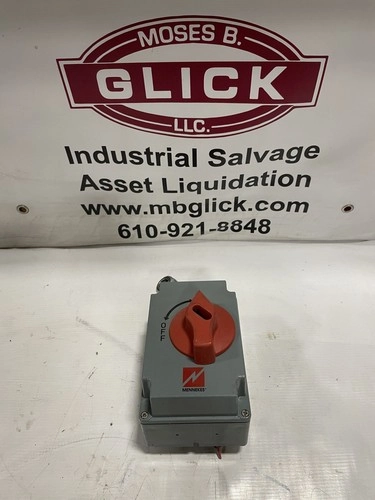 MOSES B.
GLICK
LLC.
Industrial Salvage
Asset Liquidation
www.mbglick.com
610-921-8848
OFF
MENNEKES